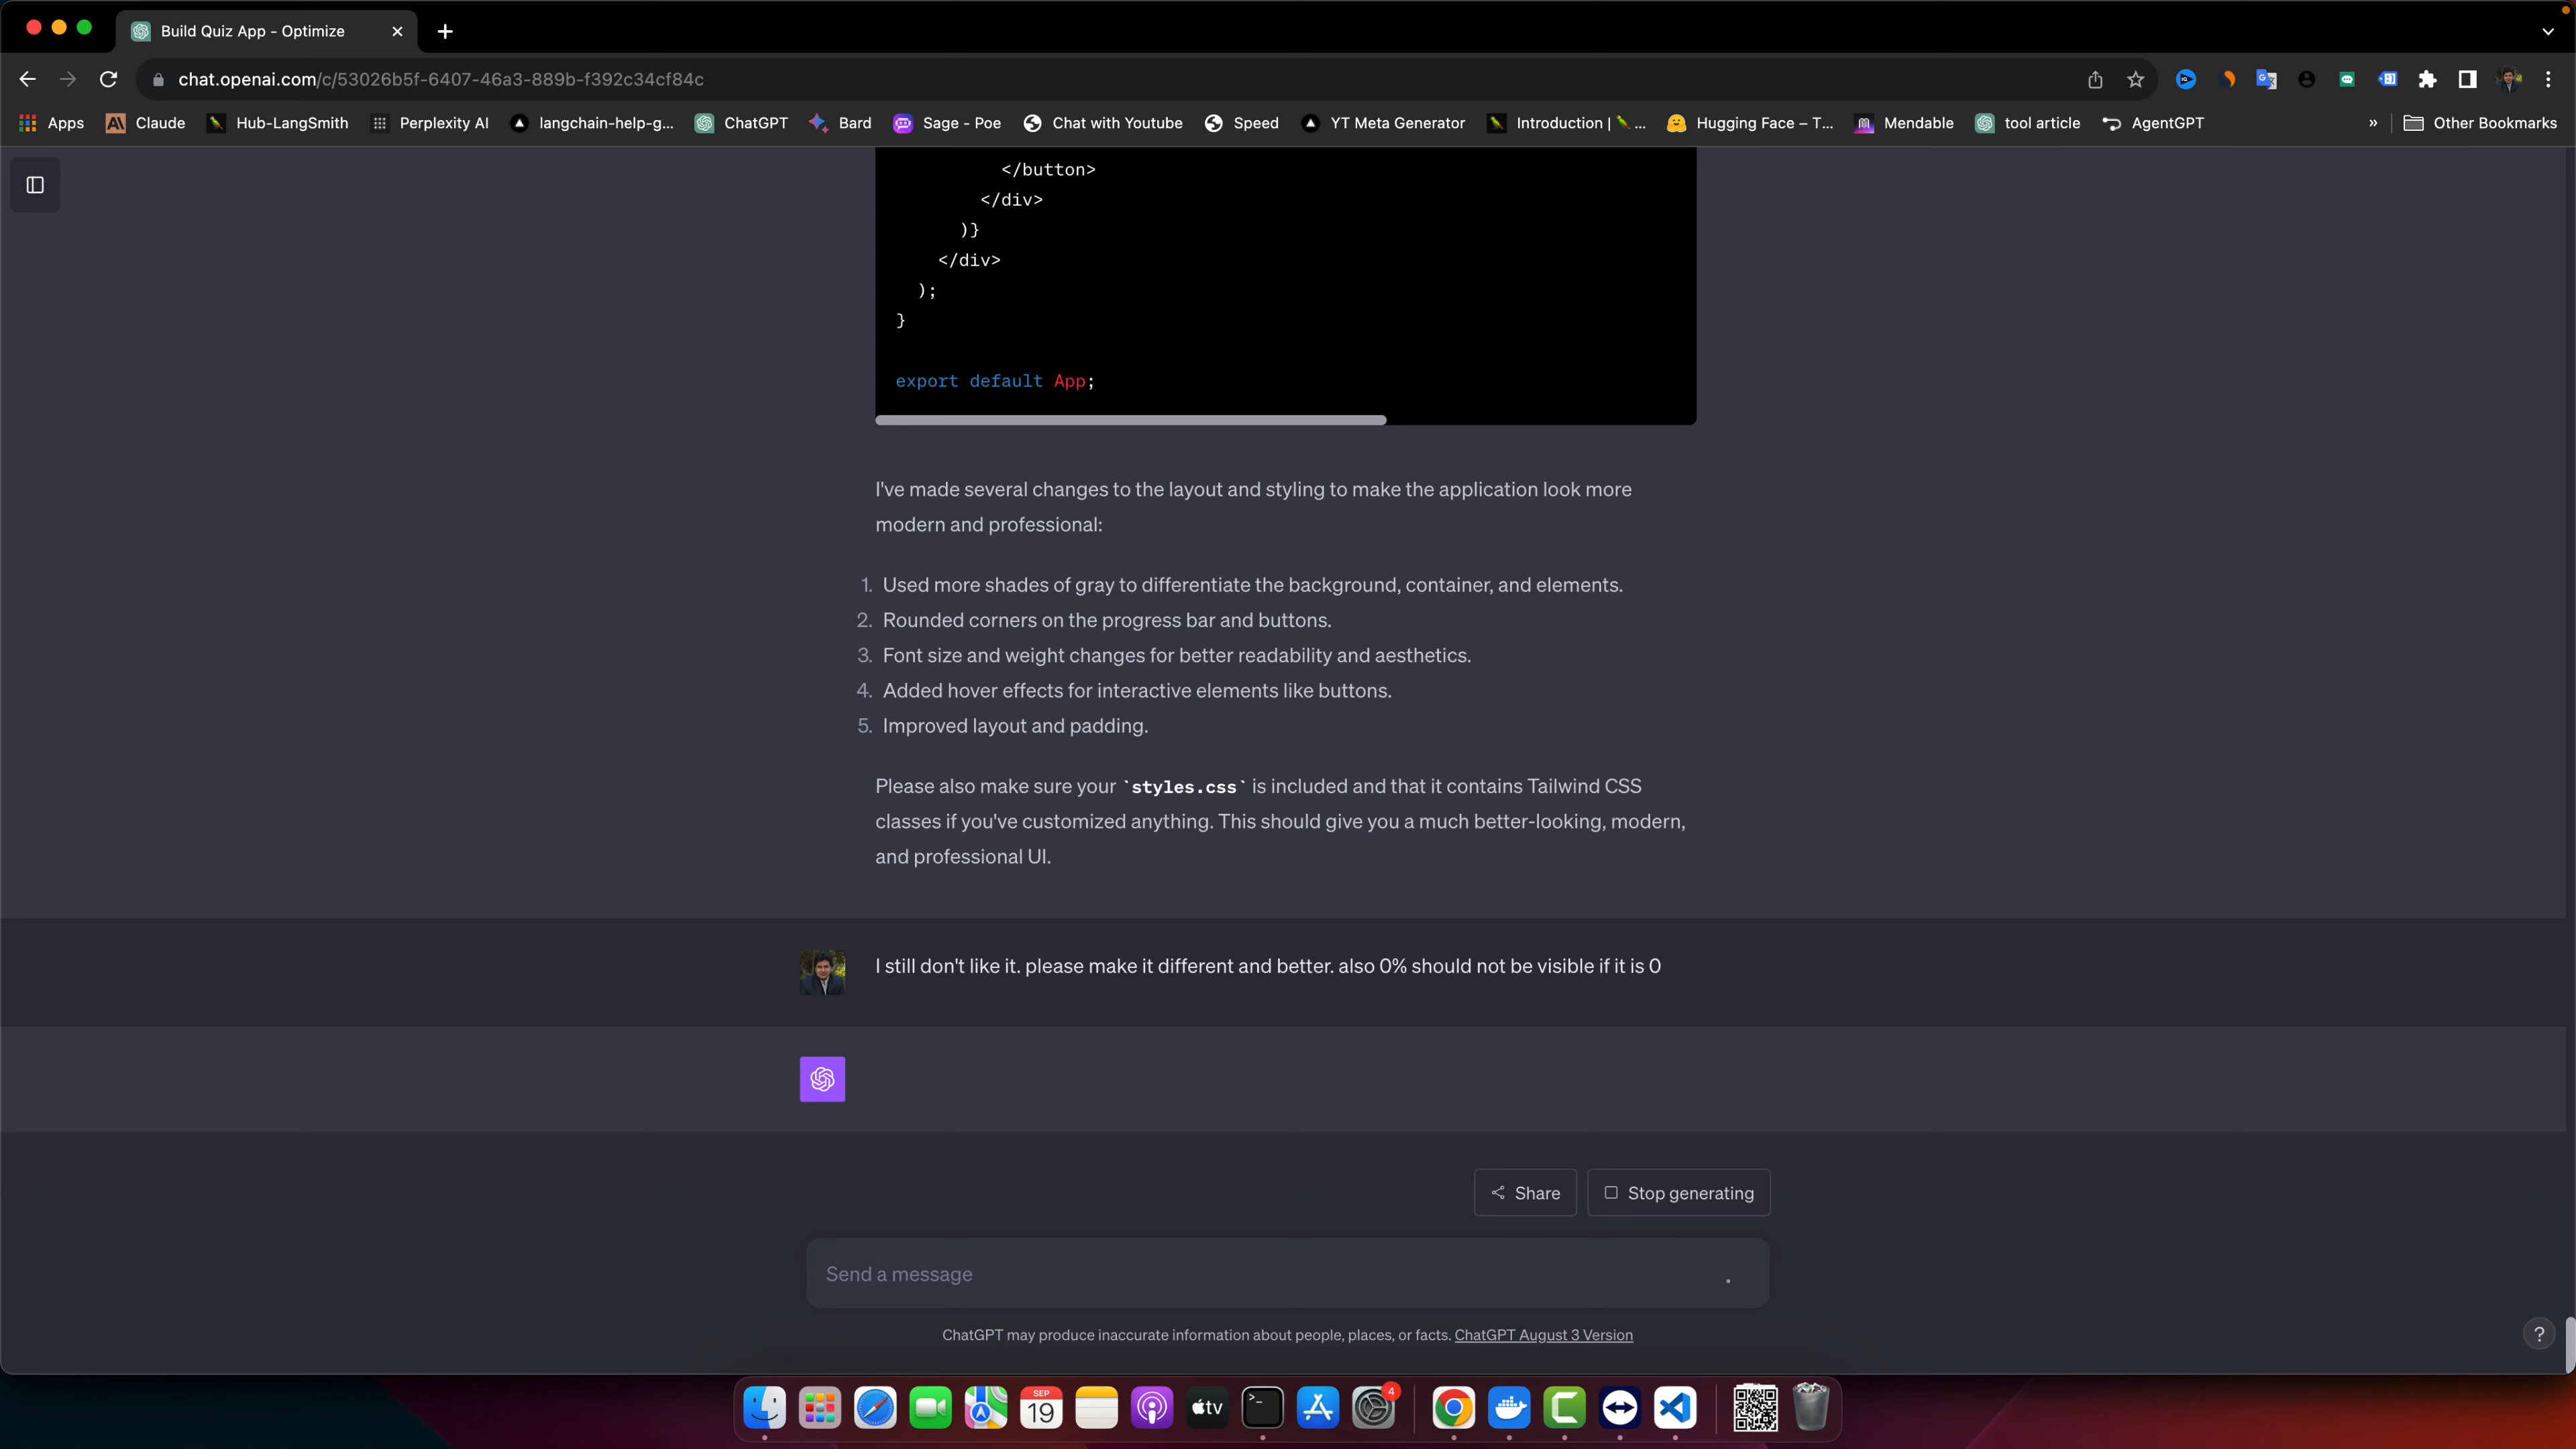 Build Quiz App - Optimize
chat.openai.com/c/53026b5f-6407-46a3-889b-f392c34cf84c
Apps
Claude
Hub-LangSmith
Perplexity AI
langchain-help-g...
ChatGPT
Bard
Sage - Poe
Chat with Youtube
Speed
YT Meta Generator
Introduction | ...
Hugging Face – T...
Mendable
tool article
AgentGPT
»
Other Bookmarks
</button>
</div>
)}
</div>
);
}
export default App;
I've made several changes to the layout and styling to make the application look more
modern and professional:
1. Used more shades of gray to differentiate the background, container, and elements.
2. Rounded corners on the progress bar and buttons.
3. Font size and weight changes for better readability and aesthetics.
4. Added hover effects for interactive elements like buttons.
5. Improved layout and padding.
Please also make sure your `styles.css` is included and that it contains Tailwind CSS
classes if you've customized anything. This should give you a much better-looking, modern,
and professional UI.
I still don't like it. please make it different and better. also 0% should not be visible if it is 0
Share
Stop generating
Send a message
ChatGPT may produce inaccurate information about people, places, or facts. ChatGPT August 3 Version
?
SEP
19
tv
4